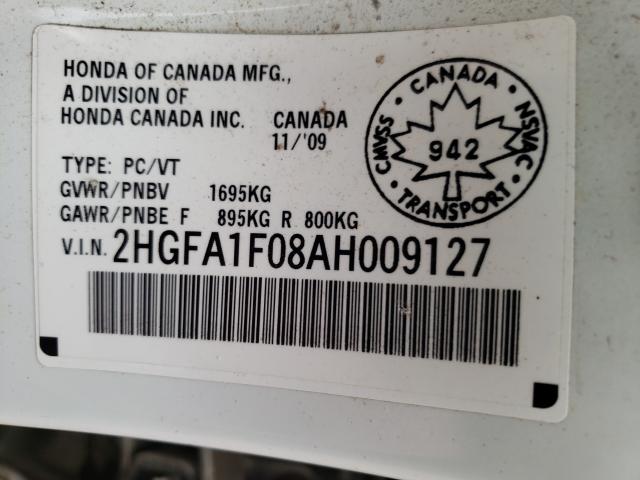 HONDA OF CANADA MFG.,
A DIVISION OF
HONDA CANADA INC. CANADA
11/'09
TYPE: PC/VT
GVWR/PNBV 1695KG
GAWR/PNBE F 895KG R 800KG
V.I.N. 2HGFA1F08AH009127
CMVSS · CANADA · NSVAC · TRANSPORT ·
942